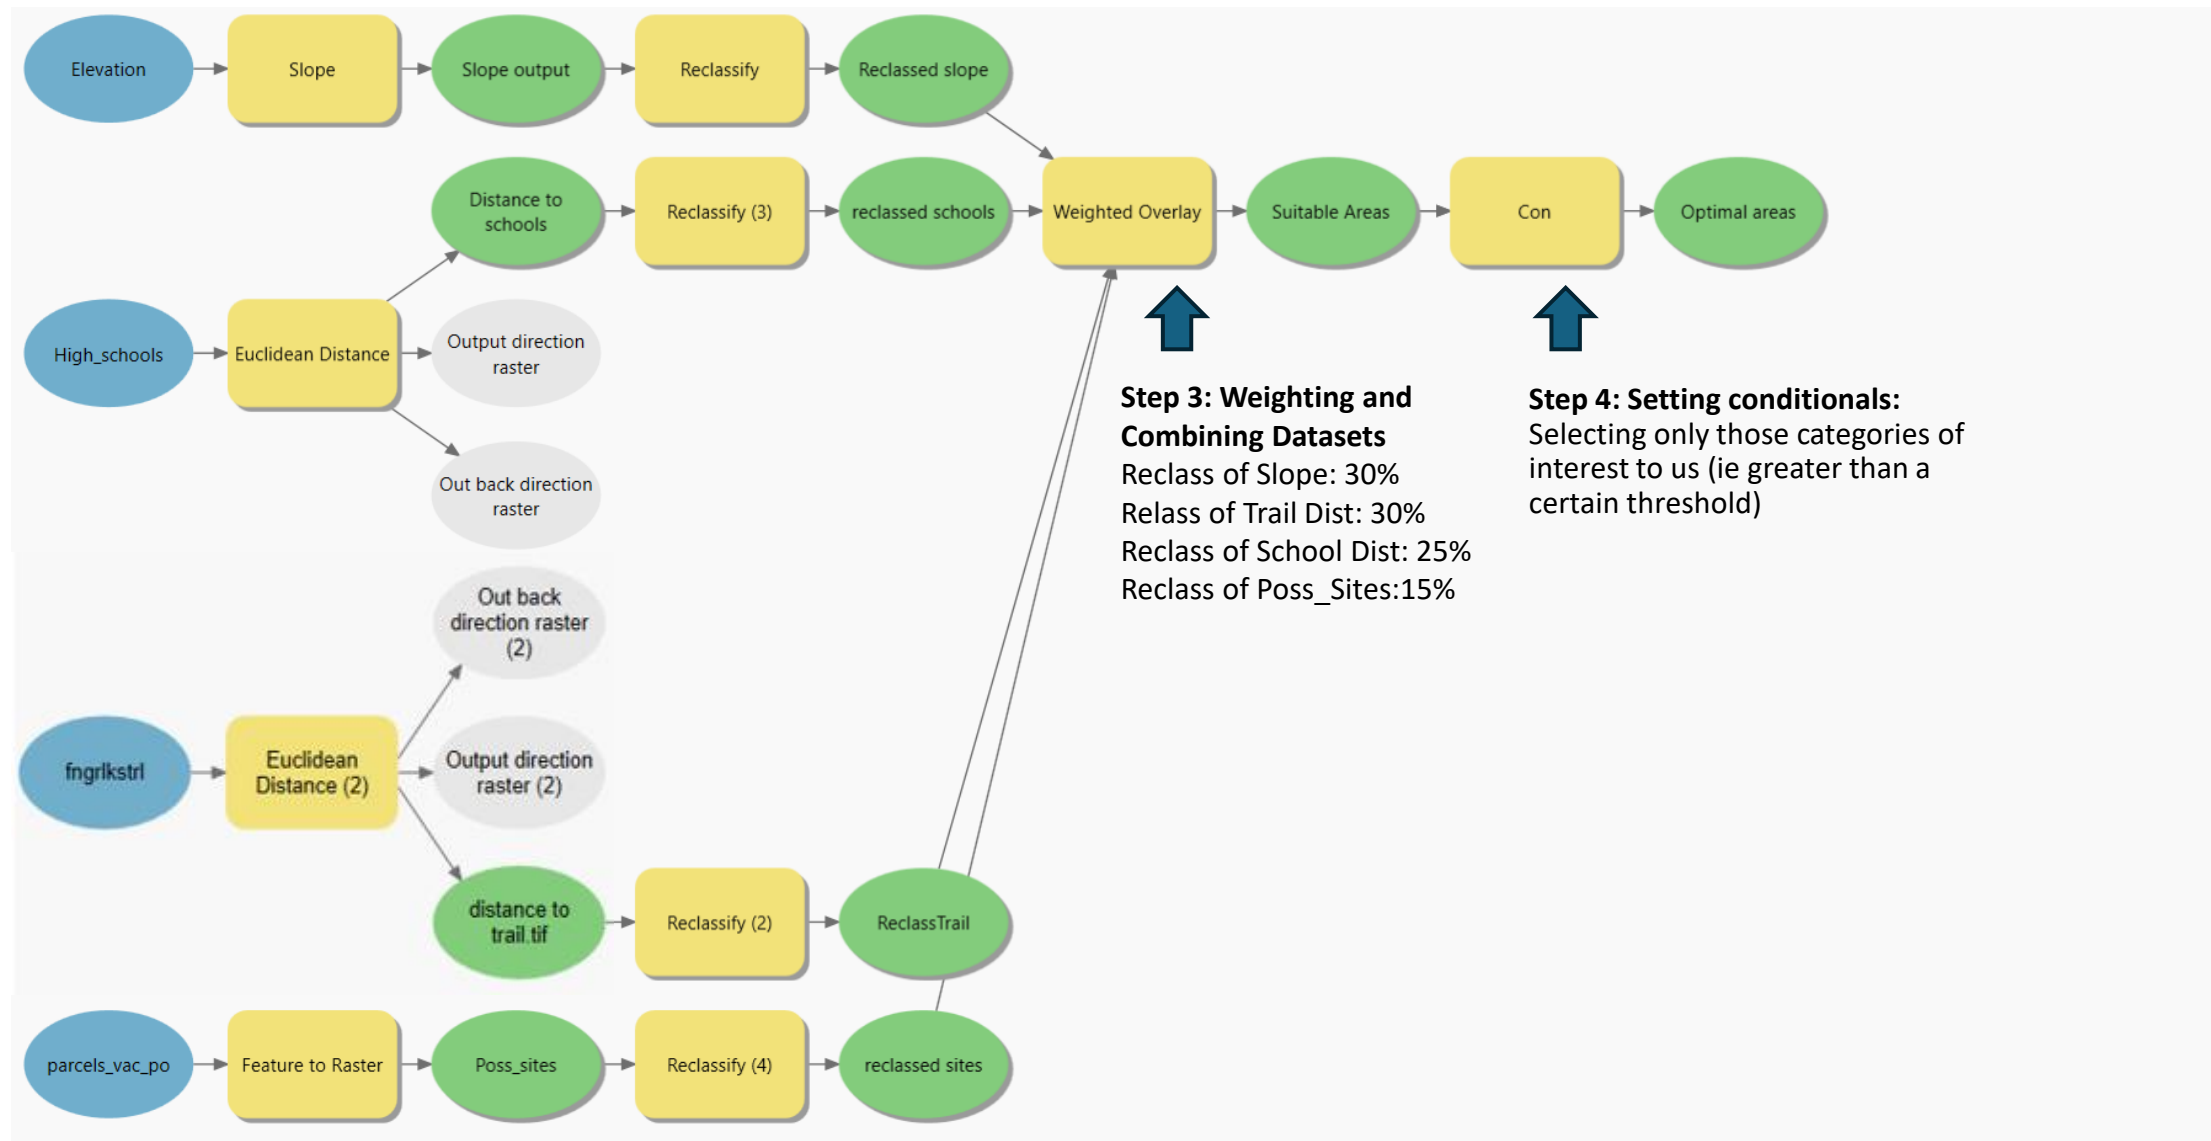 Elevation
Slope
Slope output
Reclassify
Reclassed slope
Distance to
schools
Reclassify (3)
reclassed schools
Weighted Overlay
Suitable Areas
Con
Optimal areas
High_schools
Euclidean Distance
Output direction
raster
Out back direction
raster
Step 3: Weighting and
Combining Datasets
Reclass of Slope: 30%
Relass of Trail Dist: 30%
Reclass of School Dist: 25%
Reclass of Poss_Sites:15%
Step 4: Setting conditionals:
Selecting only those categories of
interest to us (ie greater than a
certain threshold)
Out back
direction raster
(2)
fngrlkstrl
Euclidean
Distance (2)
Output direction
raster (2)
distance to
trail.tif
Reclassify (2)
ReclassTrail
parcels_vac_po
Feature to Raster
Poss_sites
Reclassify (4)
reclassed sites